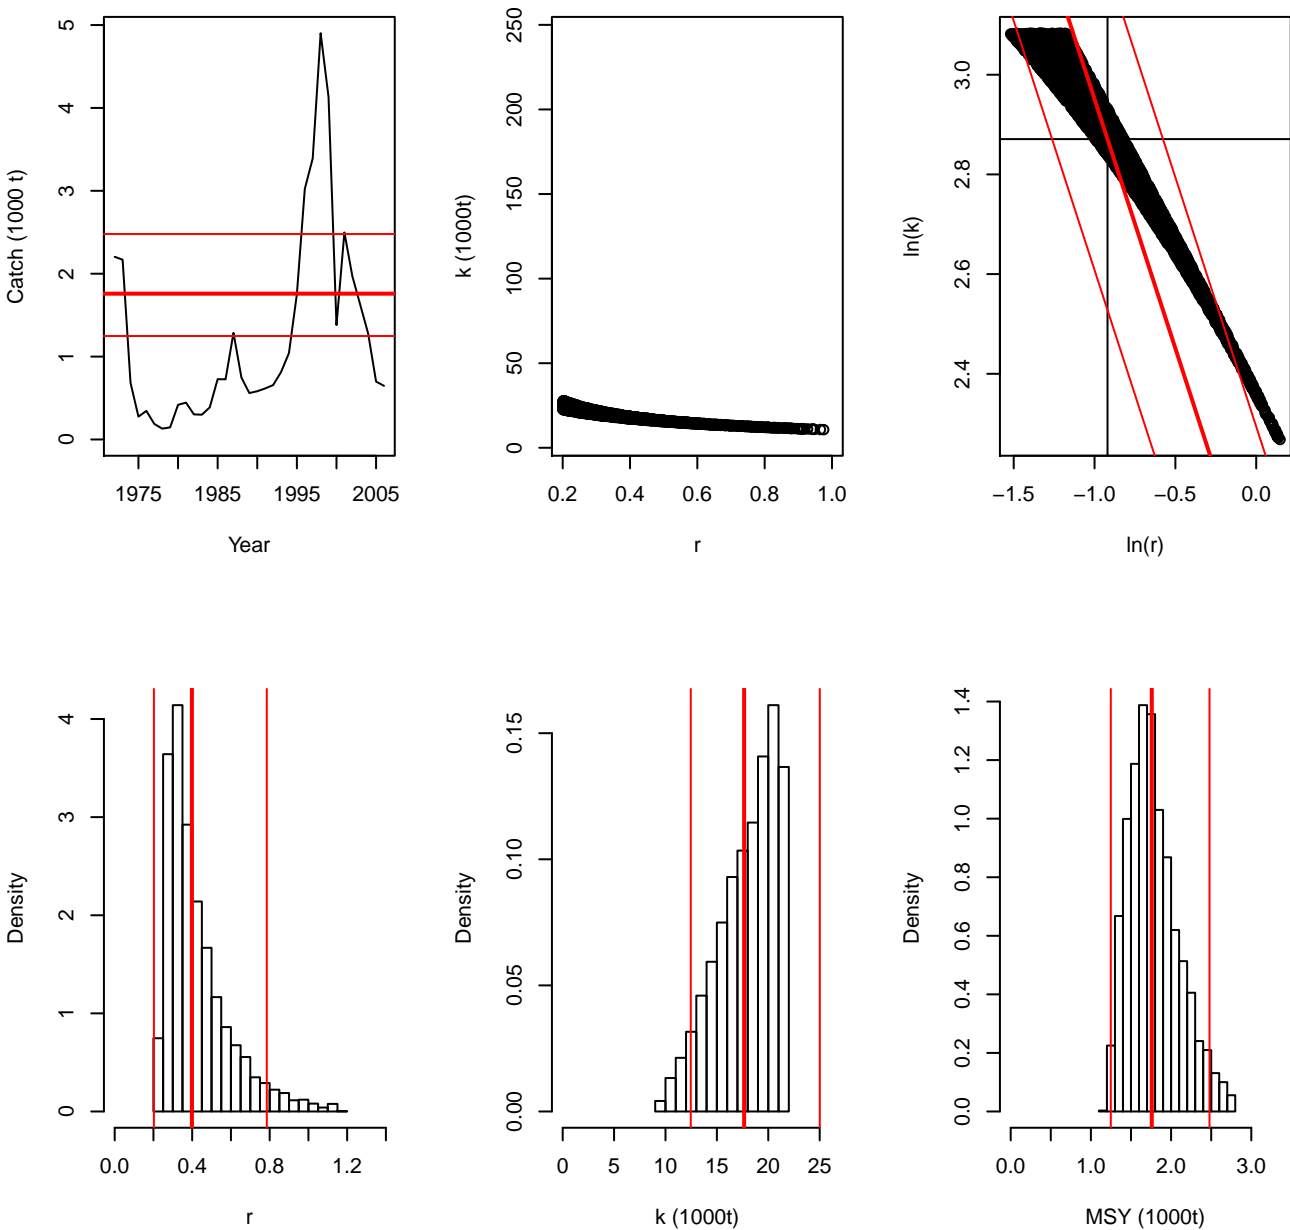 Catch (1000 t)
0 1 2 3 4 5
1975 1985 1995 2005
Year
k (1000t)
0 50 100 150 200 250
0.2 0.4 0.6 0.8 1.0
r
ln(k)
2.4 2.6 2.8 3.0
−1.5 −1.0 −0.5 0.0
ln(r)
Density
0 1 2 3 4
0.0 0.4 0.8 1.2
r
Density
0.00 0.05 0.10 0.15
0 5 10 15 20 25
k (1000t)
Density
0.0 0.2 0.4 0.6 0.8 1.0 1.2 1.4
0.0 1.0 2.0 3.0
MSY (1000t)